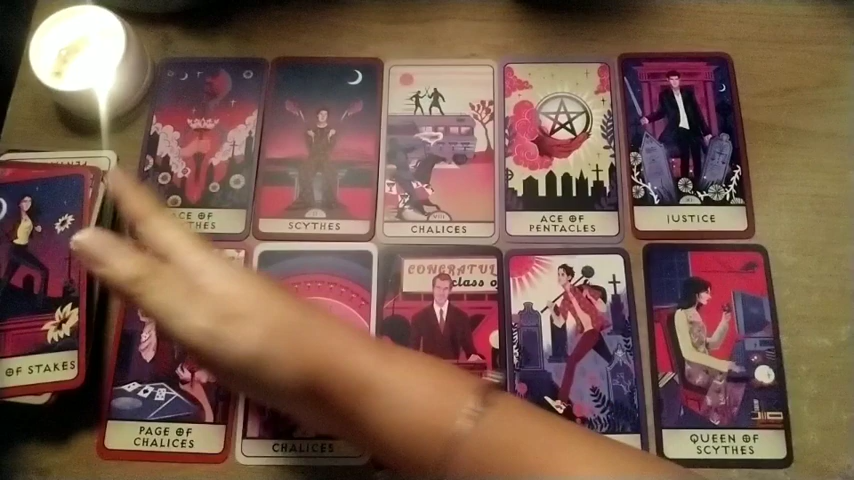 ACE OF
SCYTHES
CHALICES
ACE OF
PENTACLES
JUSTICE
OF STAKES
PAGE OF
CHALICES
CHALICES
CONGRATUL
class o
QUEEN OF
SCYTHES